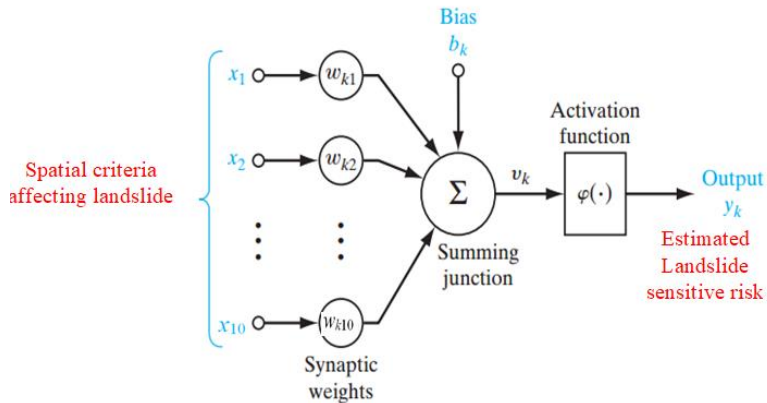 Bias
b_k
x_1
w_k1
Activation
function
x_2
w_k2
Spatial criteria
affecting landslide
Σ
v_k
φ(·)
Output
y_k
Summing
junction
Estimated
Landslide
sensitive risk
x_10
w_k10
Synaptic
weights